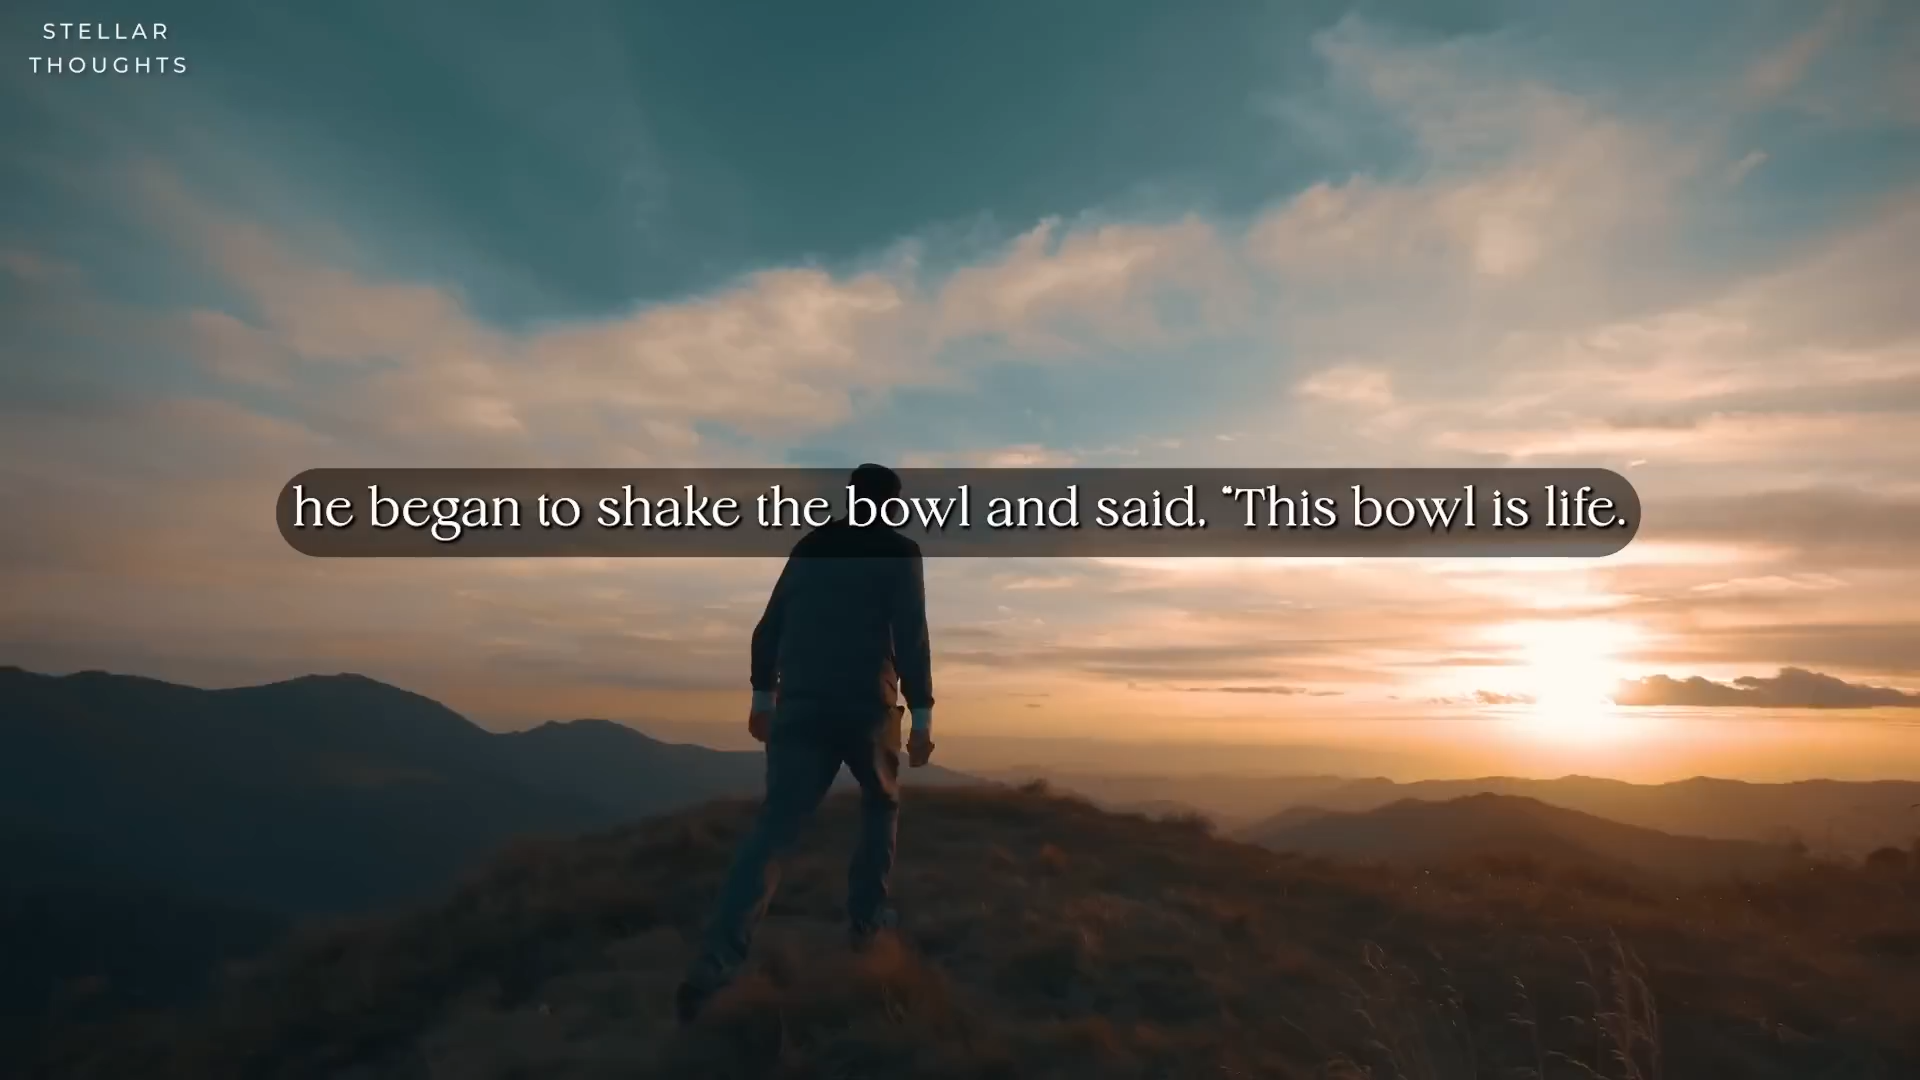 STELLAR
THOUGHTS
he began to shake the bowl and said, “This bowl is life.